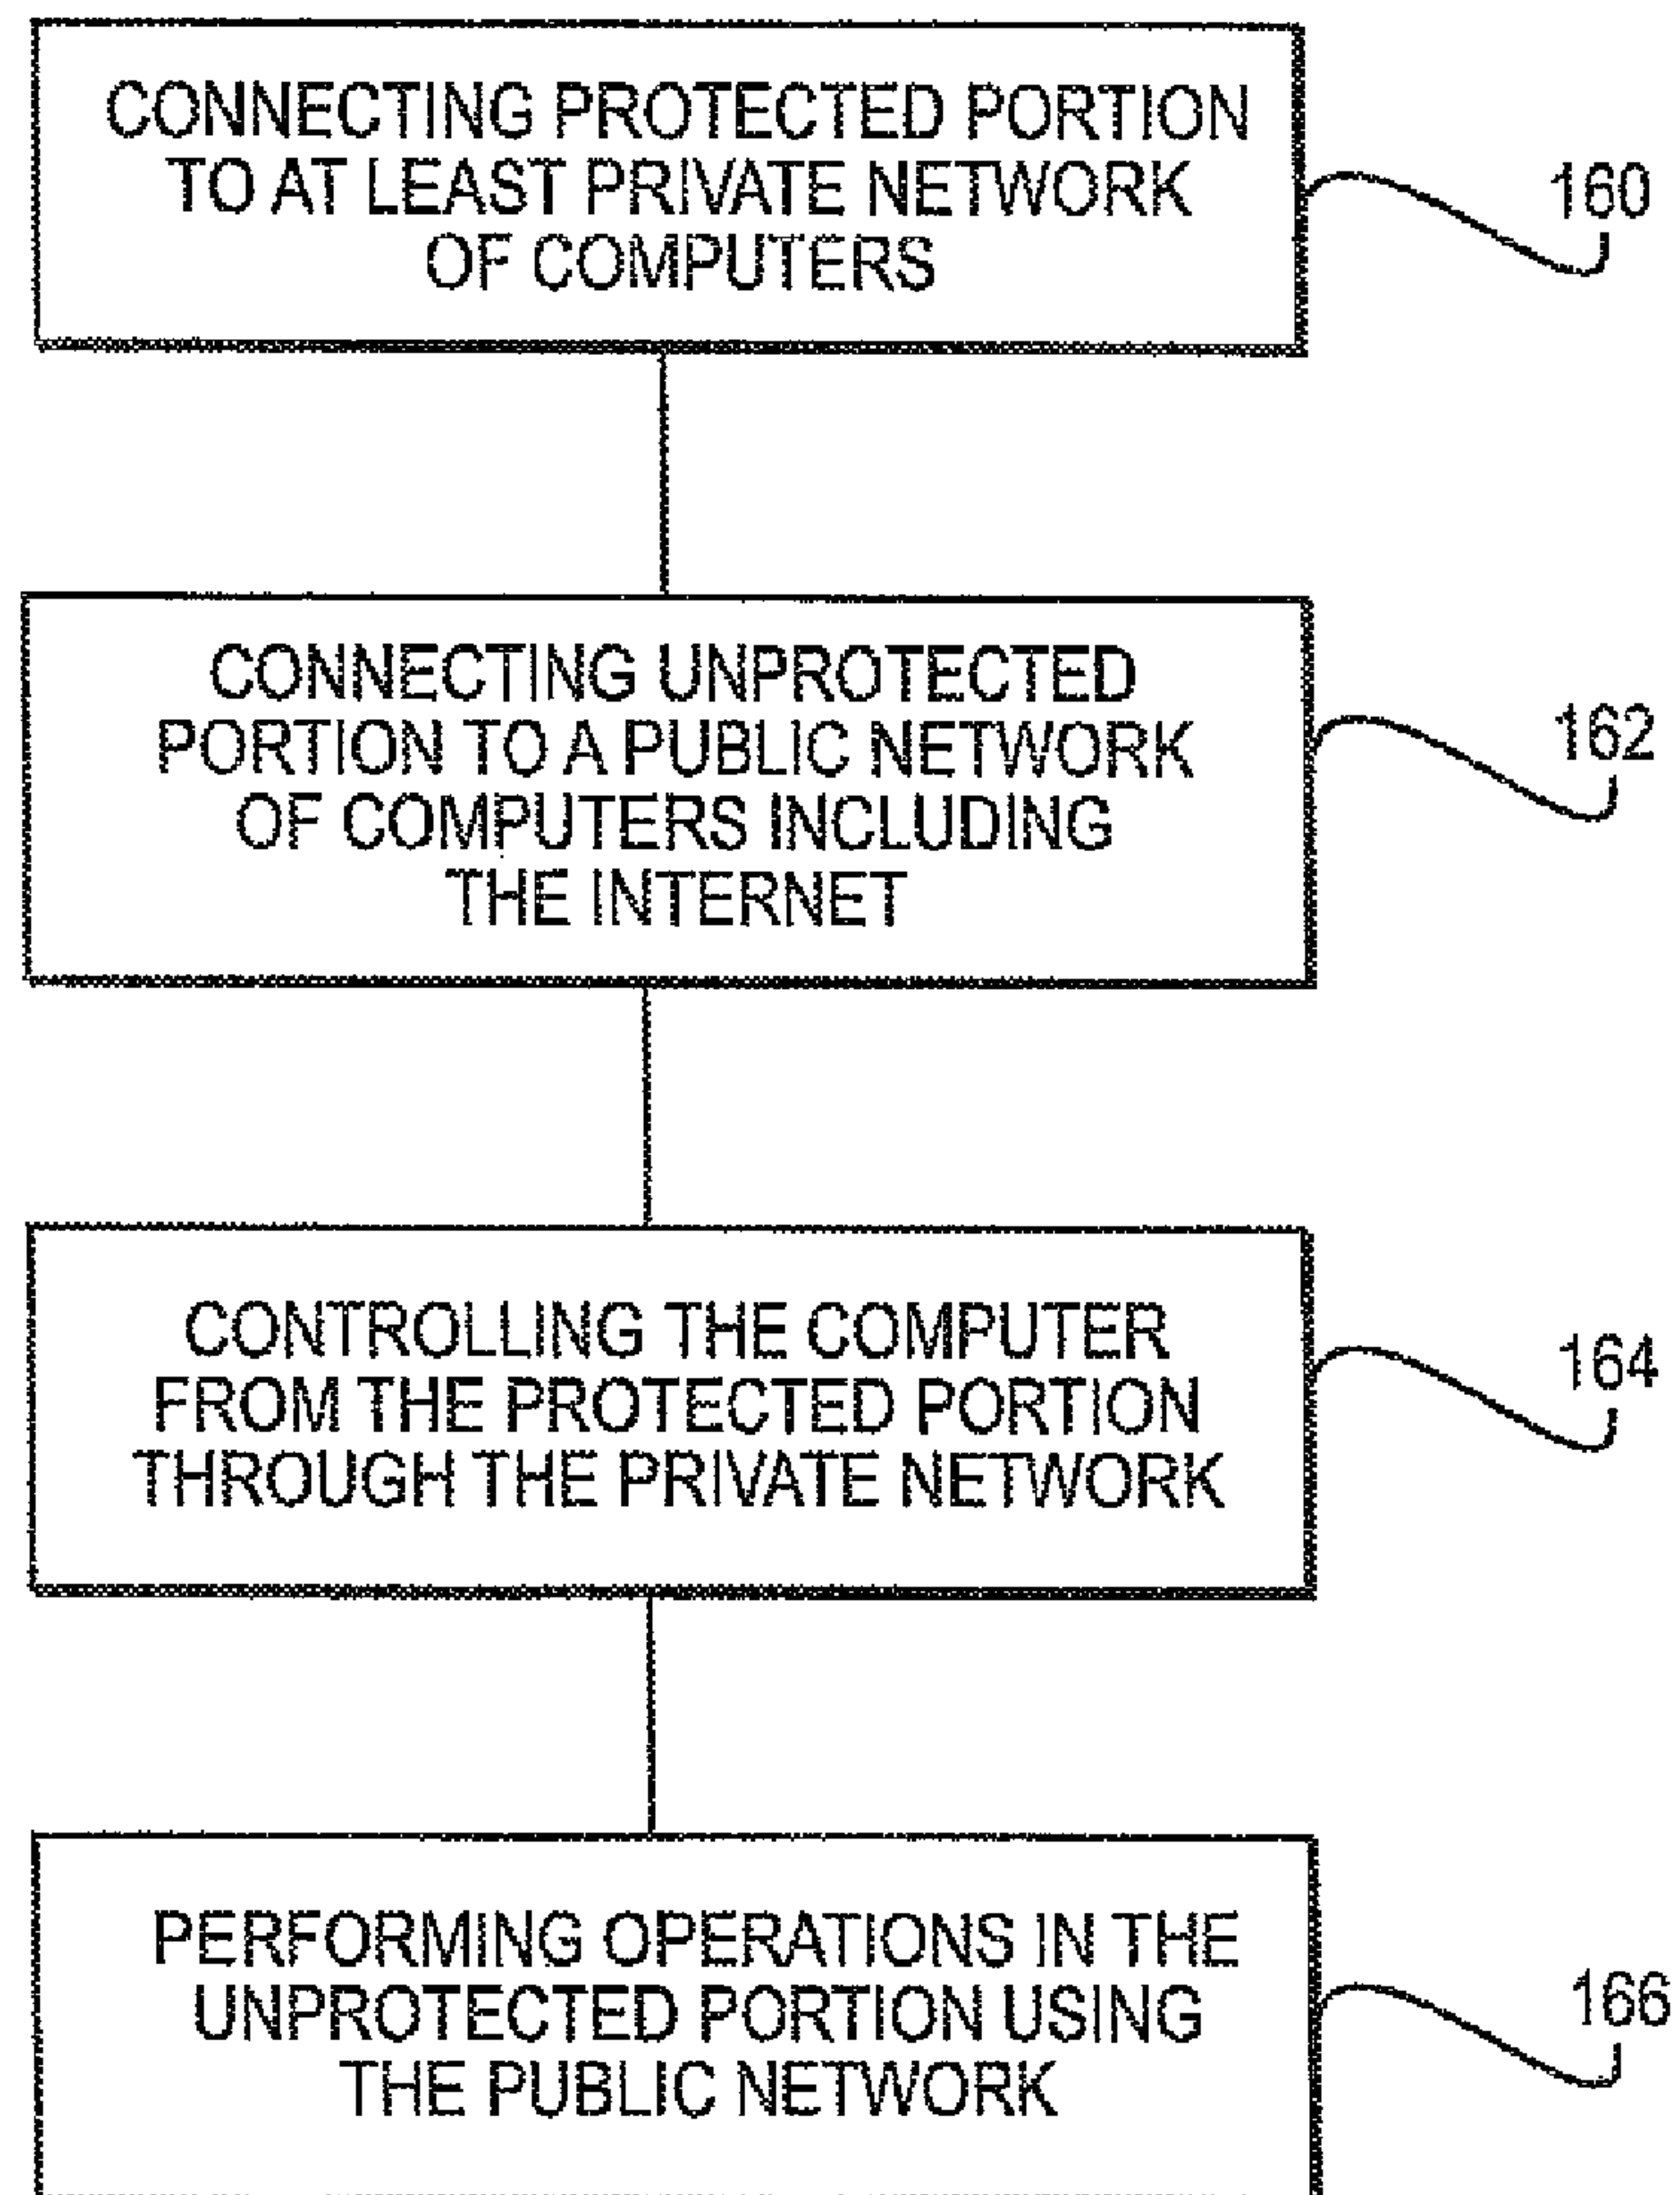 CONNECTING PROTECTED PORTION
TO AT LEAST PRIVATE NETWORK
OF COMPUTERS
160
CONNECTING UNPROTECTED
PORTION TO A PUBLIC NETWORK
OF COMPUTERS INCLUDING
THE INTERNET
162
CONTROLLING THE COMPUTER
FROM THE PROTECTED PORTION
THROUGH THE PRIVATE NETWORK
164
PERFORMING OPERATIONS IN THE
UNPROTECTED PORTION USING
THE PUBLIC NETWORK
166